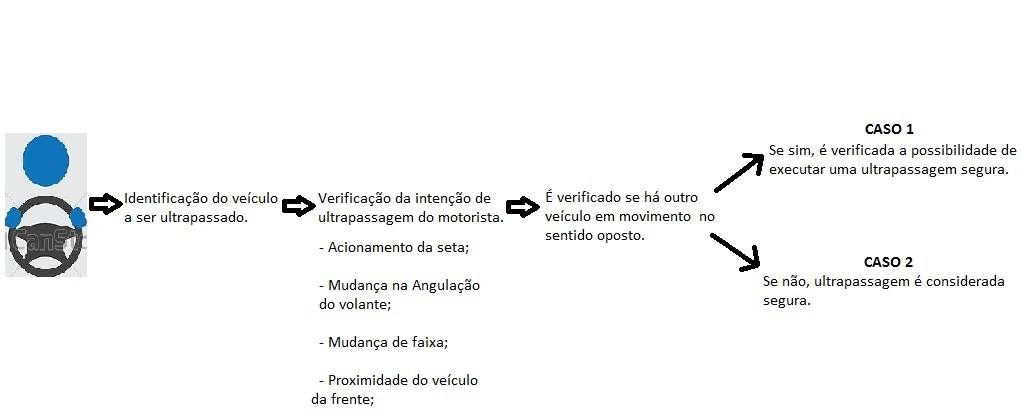 Identificação do veículo
a ser ultrapassado.
Verificação da intenção de
ultrapassagem do motorista.
- Acionamento da seta;
- Mudança na Angulação
do volante;
- Mudança de faixa;
- Proximidade do veículo
da frente;
É verificado se há outro
veículo em movimento no
sentido oposto.
CASO 1
Se sim, é verificada a possibilidade de
executar uma ultrapassagem segura.
CASO 2
Se não, ultrapassagem é considerada
segura.